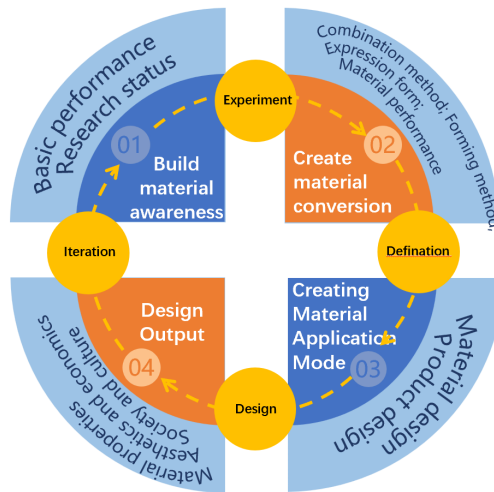 Basic performance
Research status
01
Build
material
awareness
Experiment
Combination method; Forming method;
Expression form;
Material performance
02
Create
material
conversion
Defination
Creating
Material
Application
Mode
03
Material design
Product design
Design
Design
Output
04
Material properties
Aesthetics and economics
Society and culture
Iteration